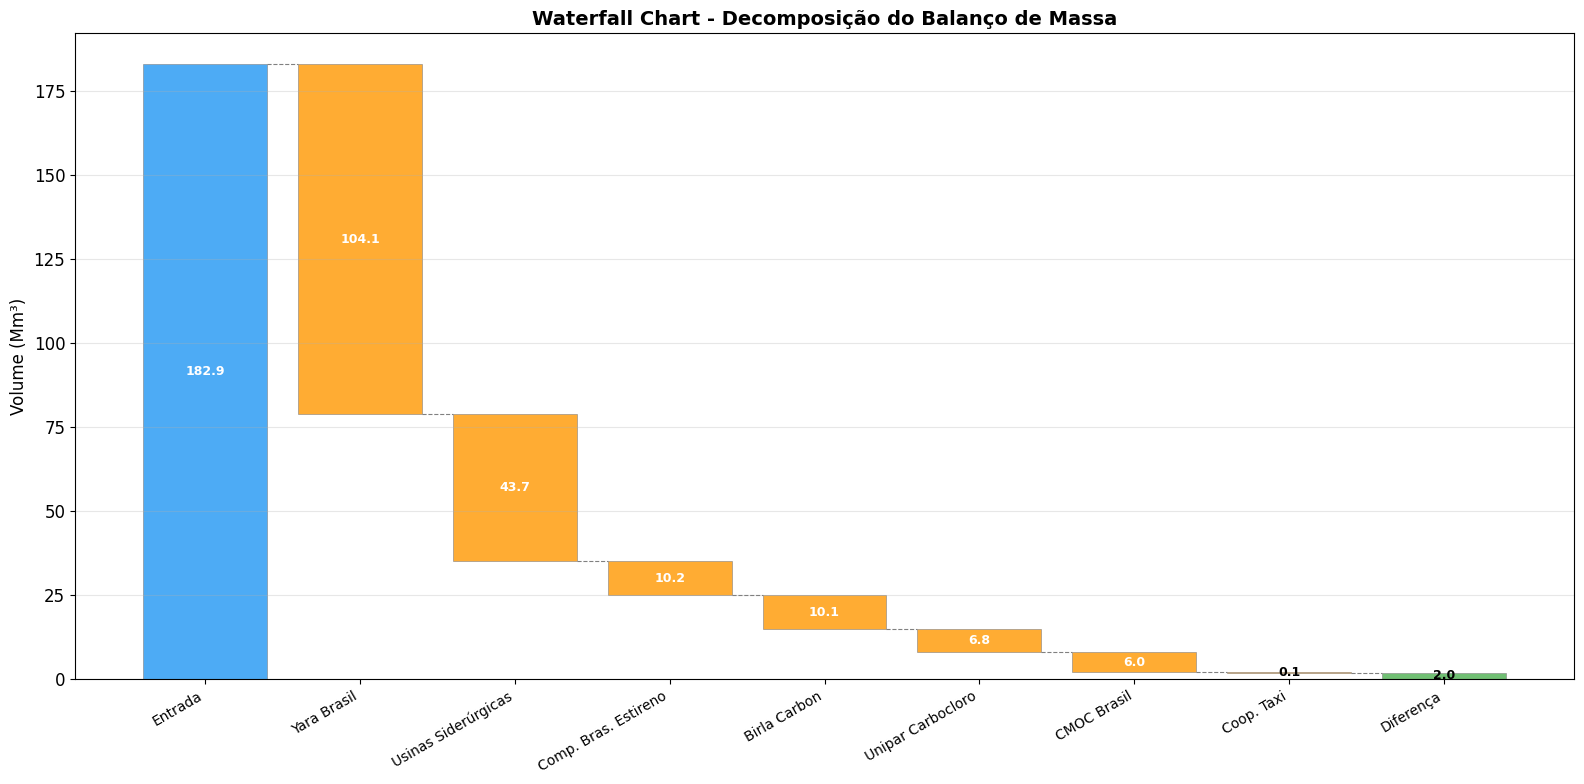 Waterfall Chart - Decomposição do Balanço de Massa
Volume (Mm³)
175
150
125
100
75
50
25
0
182.9
104.1
43.7
10.2
10.1
6.8
6.0
0.1
2.0
Entrada
Yara Brasil
Usinas Siderúrgicas
Comp. Bras. Estireno
Birla Carbon
Unipar Carbocloro
CMOC Brasil
Coop. Taxi
Diferença